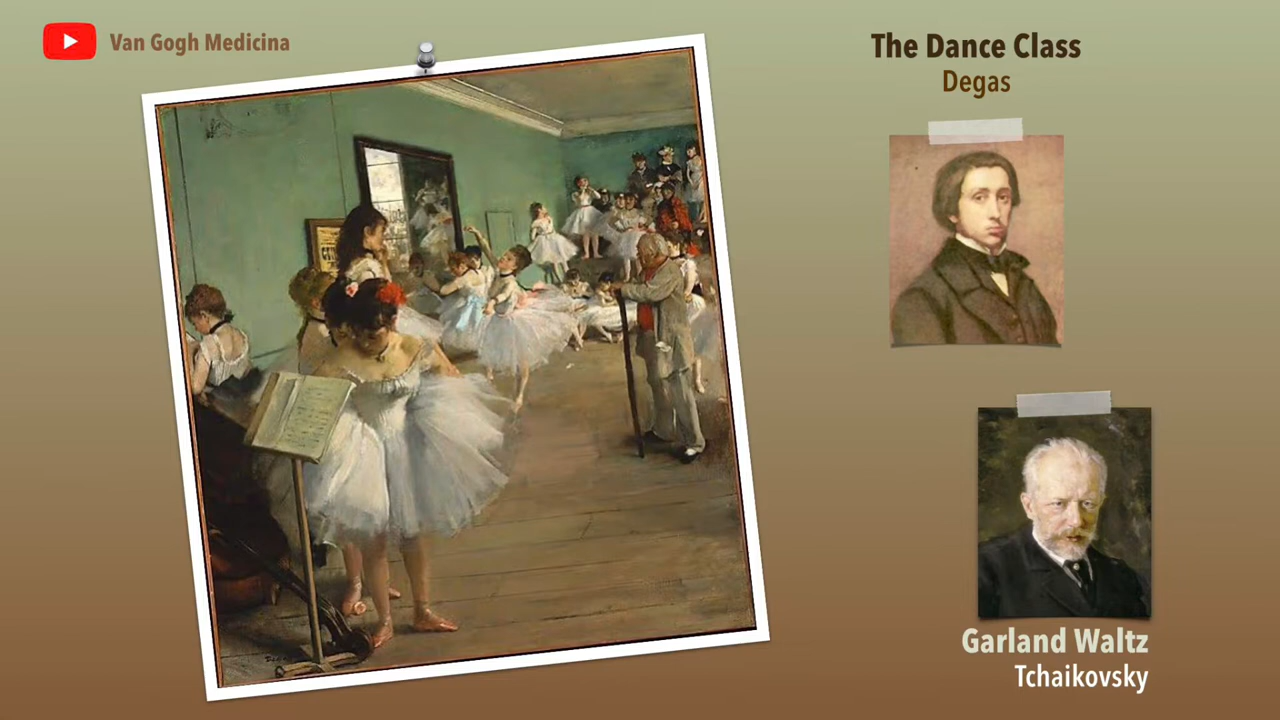 Van Gogh Medicina
The Dance Class
Degas
Garland Waltz
Tchaikovsky